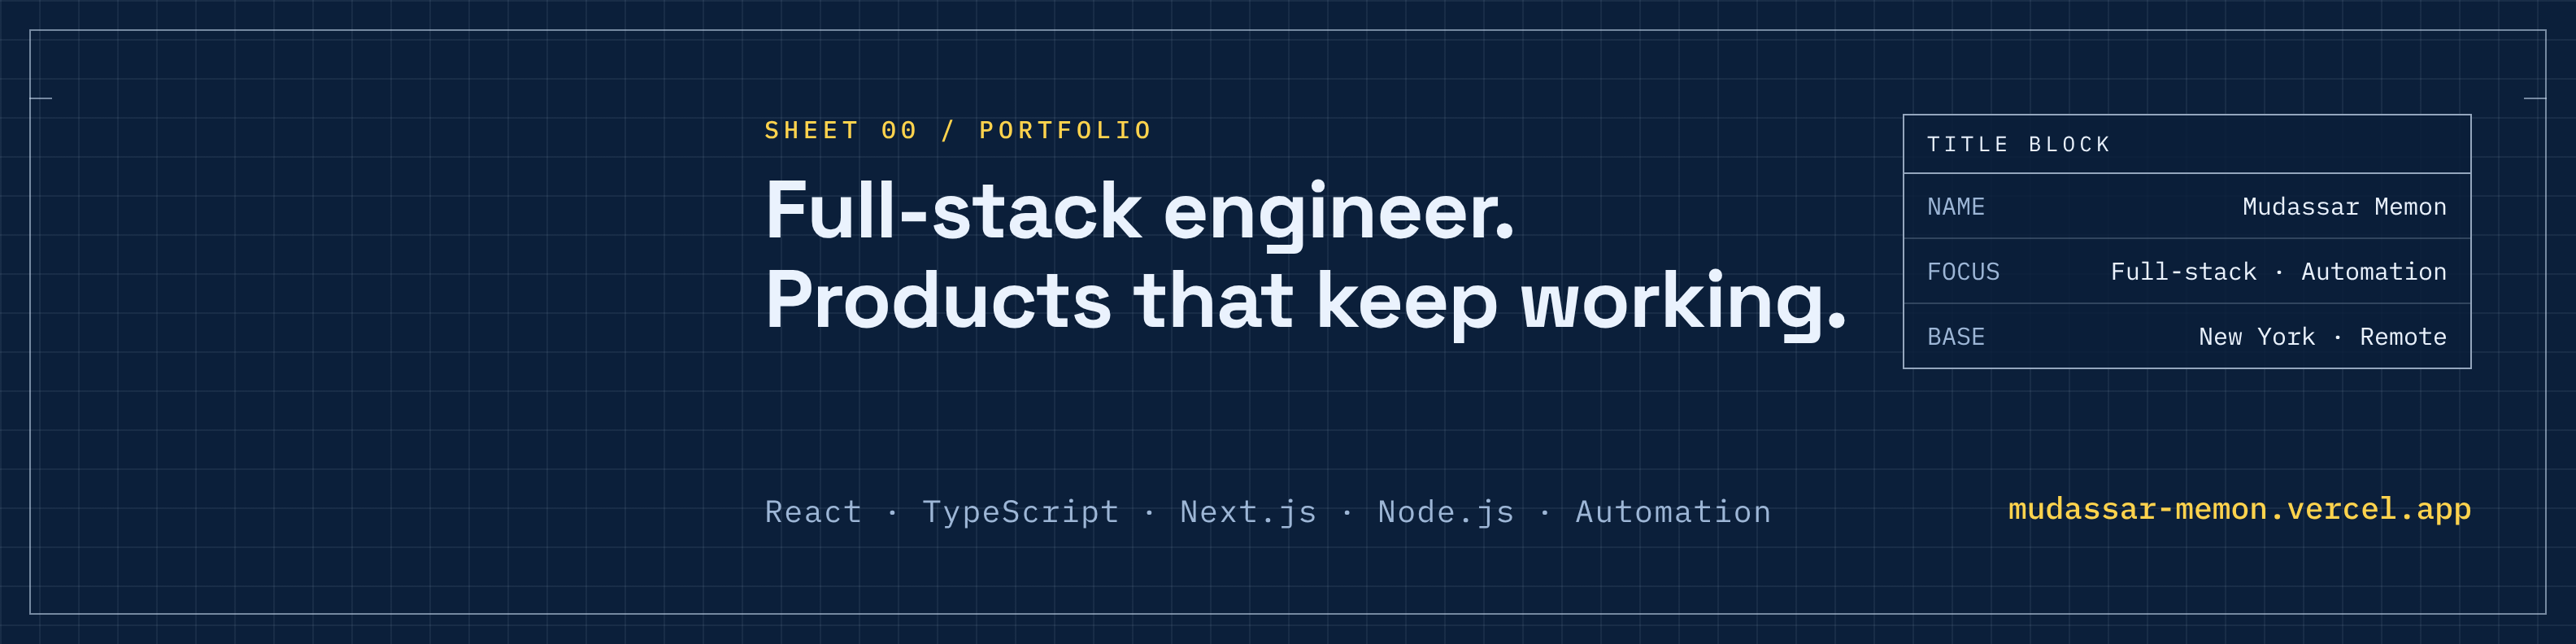 SHEET 00 / PORTFOLIO
Full-stack engineer.
Products that keep working.
TITLE BLOCK
NAME Mudassar Memon
FOCUS Full-stack · Automation
BASE New York · Remote
React · TypeScript · Next.js · Node.js · Automation
mudassar-memon.vercel.app